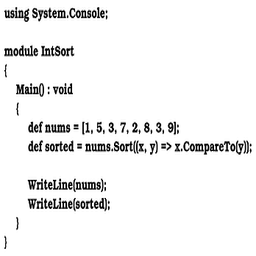 using System.Console;
module IntSort
{
Main() : void
{
def nums = [1, 5, 3, 7, 2, 8, 3, 9];
def sorted = nums.Sort((x, y) => x.CompareTo(y));
WriteLine(nums);
WriteLine(sorted);
}
}